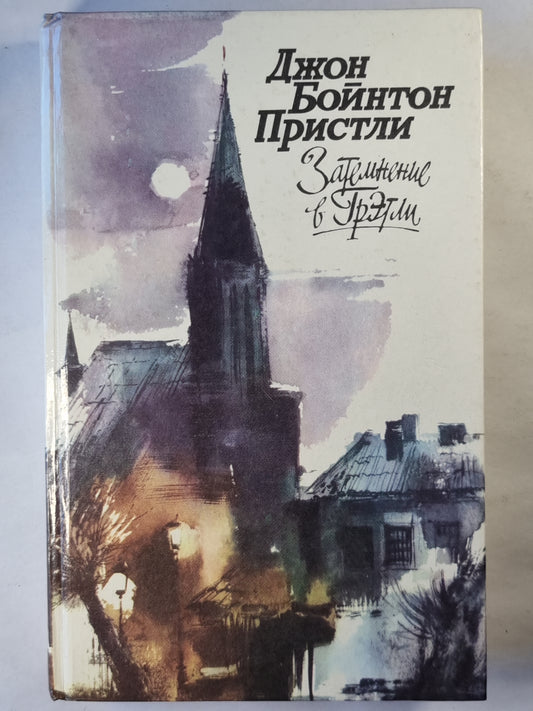 Джон
Бойнтон
Пристли
Затемнение
в Грэтли